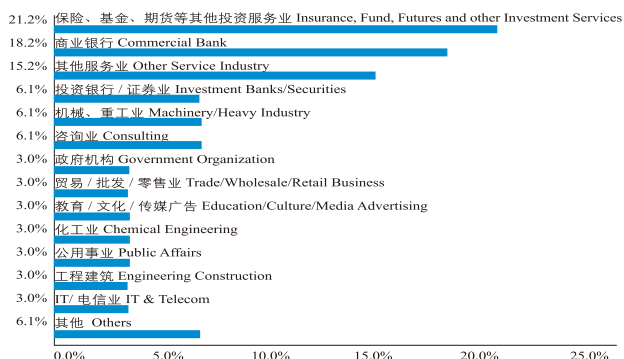 21.2% 保险、基金、期货等其他投资服务业 Insurance, Fund, Futures and other Investment Services
18.2% 商业银行 Commercial Bank
15.2% 其他服务业 Other Service Industry
6.1% 投资银行 / 证券业 Investment Banks/Securities
6.1% 机械、重工业 Machinery/Heavy Industry
6.1% 咨询业 Consulting
3.0% 政府机构 Government Organization
3.0% 贸易 / 批发 / 零售业 Trade/Wholesale/Retail Business
3.0% 教育 / 文化 / 传媒广告 Education/Culture/Media Advertising
3.0% 化工业 Chemical Engineering
3.0% 公用事业 Public Affairs
3.0% 工程建筑 Engineering Construction
3.0% IT/ 电信业 IT & Telecom
6.1% 其他 Others
0.0% 5.0% 10.0% 15.0% 20.0% 25.0%